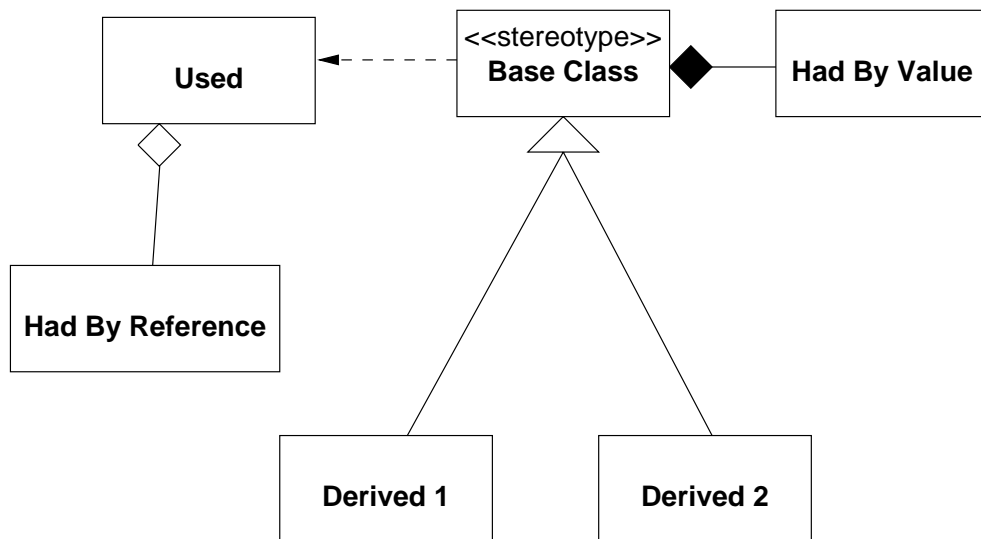 Used
<<stereotype>>
Base Class
Had By Value
Had By Reference
Derived 1
Derived 2